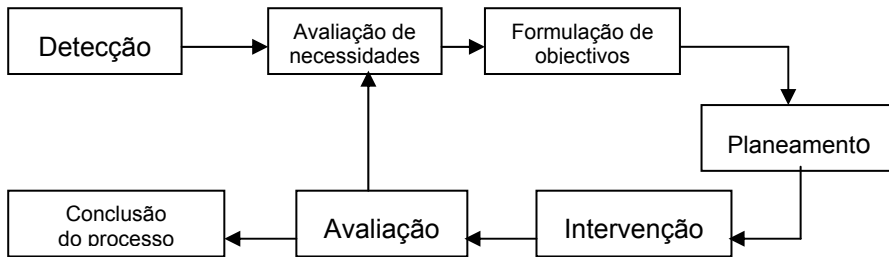 Detecção
Avaliação de
necessidades
Formulação de
objectivos
Planeamento
Intervenção
Avaliação
Conclusão
do processo